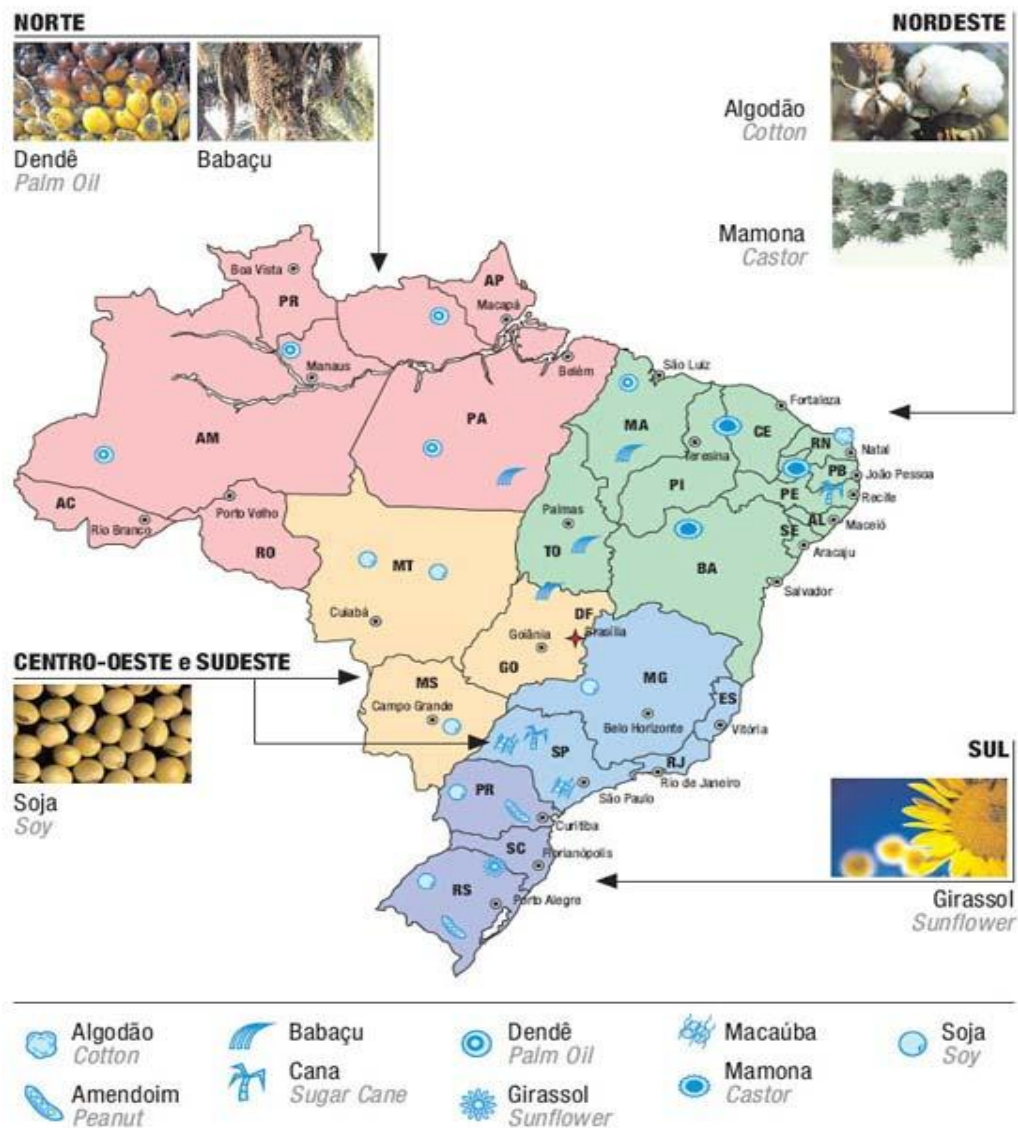 NORTE
Dendê
Palm Oil
Babaçu
NORDESTE
Algodão
Cotton
Mamona
Castor
Boa Vista
PR
AP
Macapá
Manaus
Belém
AM
PA
AC
Rio Branco
Porto Velho
RO
São Luiz
MA
Teresina
CE
Fortaleza
RN
Natal
PB
João Pessoa
PI
PE
Recife
AL
Maceió
SE
Aracaju
Palmas
TO
BA
Salvador
MT
Cuiabá
DF
Brasília
Goiânia
GO
CENTRO-OESTE e SUDESTE
Soja
Soy
MS
Campo Grande
MG
Belo Horizonte
ES
Vitória
SP
São Paulo
RJ
Rio de Janeiro
PR
Curitiba
SC
Florianópolis
RS
Porto Alegre
SUL
Girassol
Sunflower
Algodão
Cotton
Amendoim
Peanut
Babaçu
Cana
Sugar Cane
Dendê
Palm Oil
Girassol
Sunflower
Macaúba
Mamona
Castor
Soja
Soy